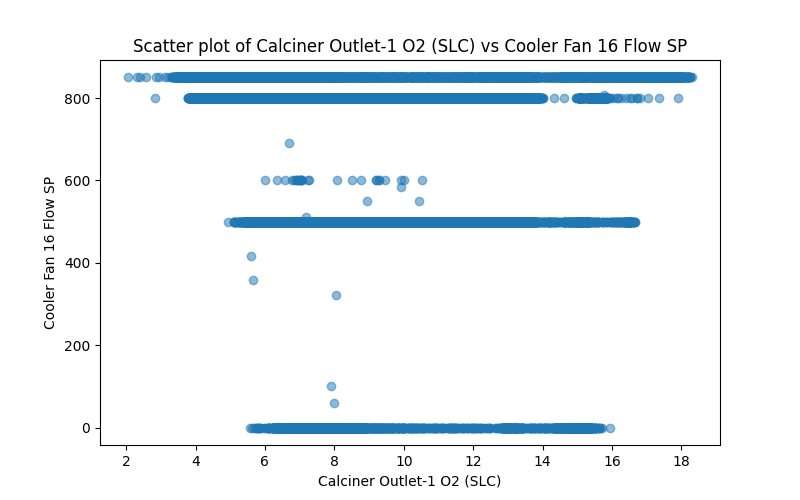 Scatter plot of Calciner Outlet-1 O2 (SLC) vs Cooler Fan 16 Flow SP
800
600
400
200
0
Cooler Fan 16 Flow SP
2 4 6 8 10 12 14 16 18
Calciner Outlet-1 O2 (SLC)